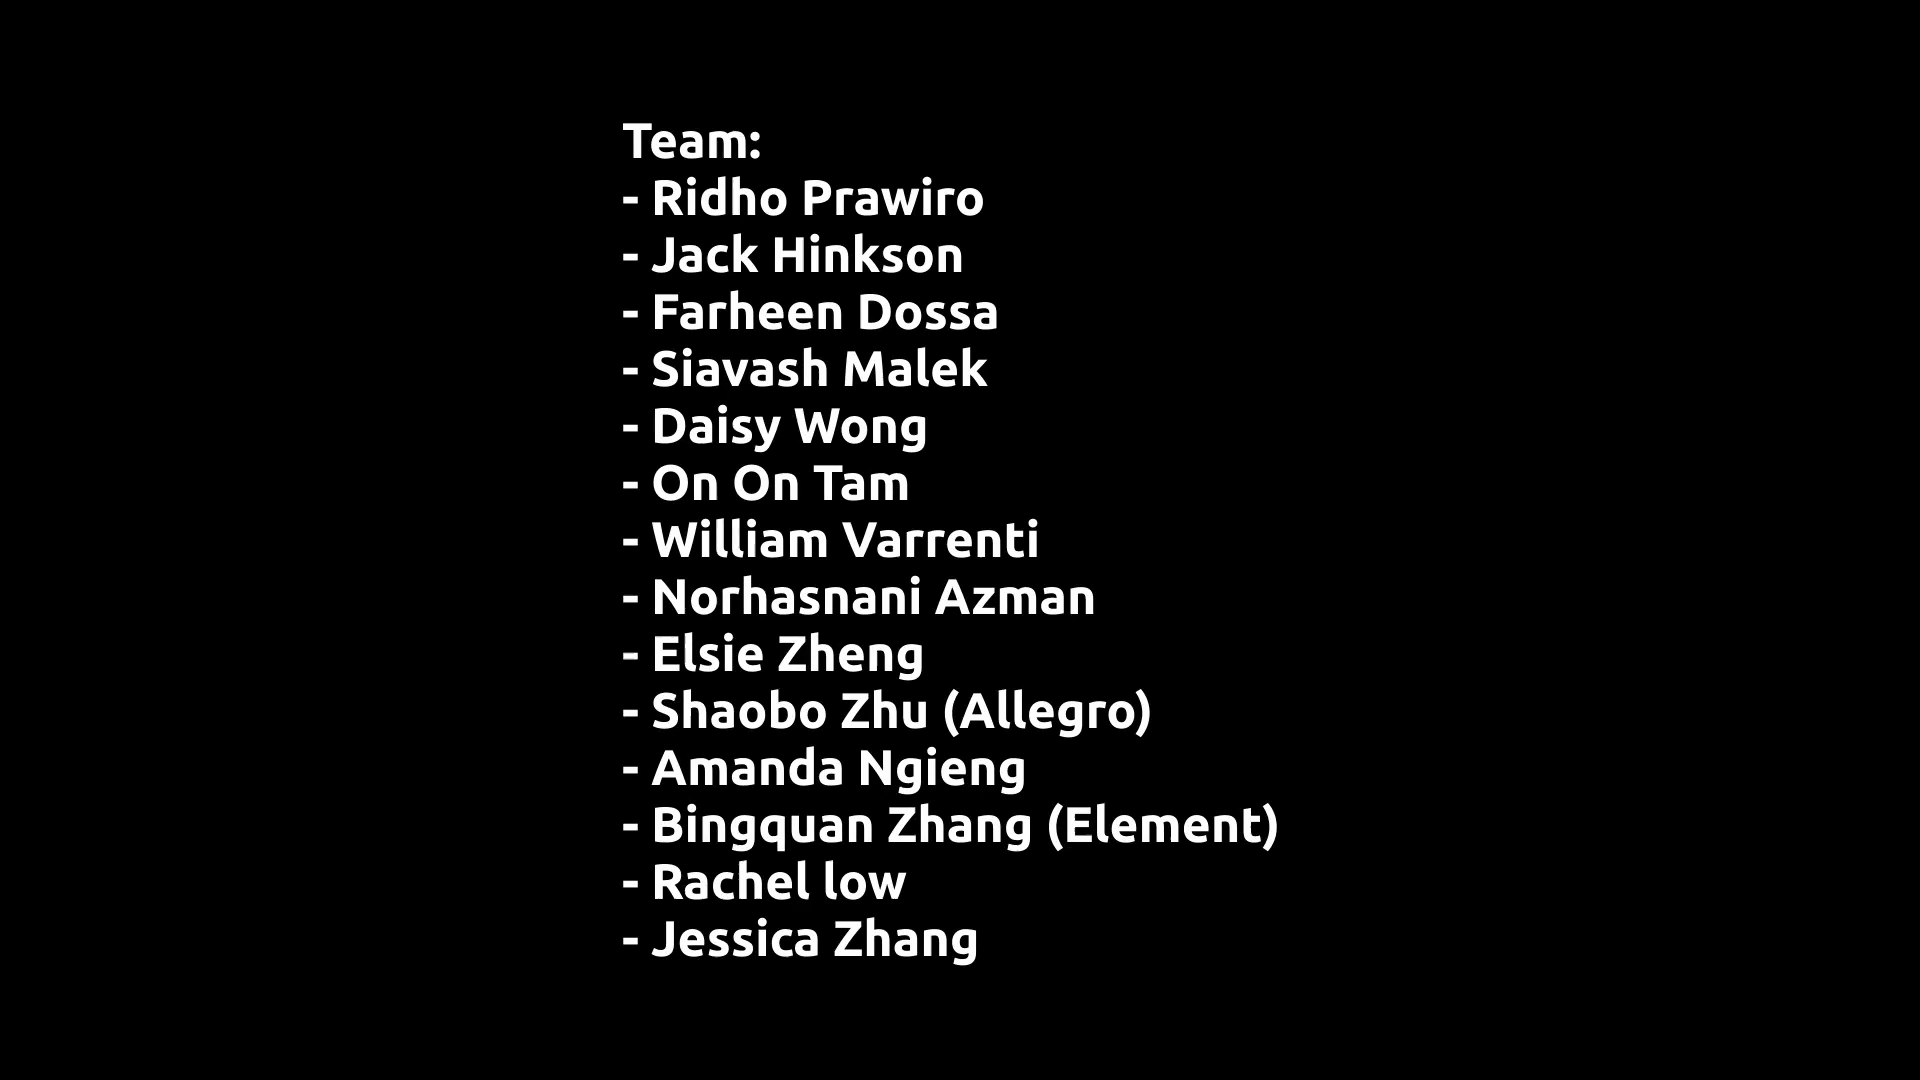 Team:
- Ridho Prawiro
- Jack Hinkson
- Farheen Dossa
- Siavash Malek
- Daisy Wong
- On On Tam
- William Varrenti
- Norhasnani Azman
- Elsie Zheng
- Shaobo Zhu (Allegro)
- Amanda Ngieng
- Bingquan Zhang (Element)
- Rachel low
- Jessica Zhang